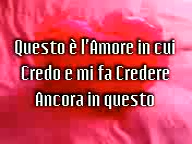 Questo è l'Amore in cui
Credo e mi fa Credere
Ancora in questo